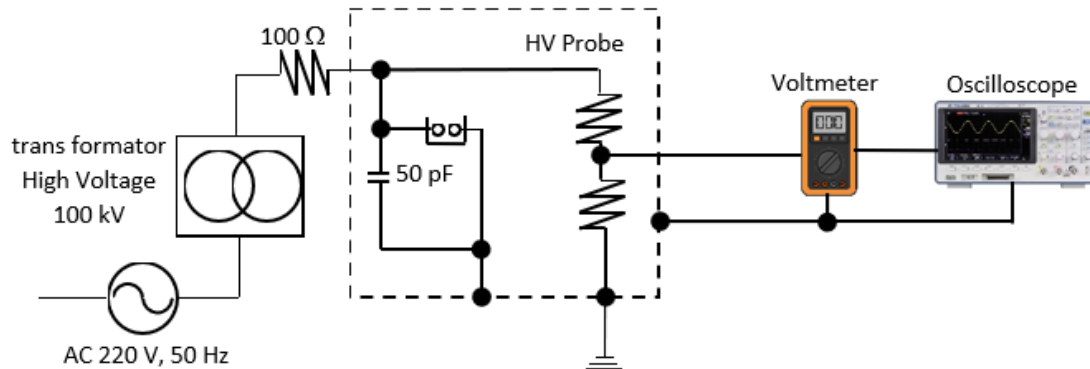 100 Ω
HV Probe
Voltmeter
Oscilloscope
trans formator
High Voltage
100 kV
50 pF
AC 220 V, 50 Hz